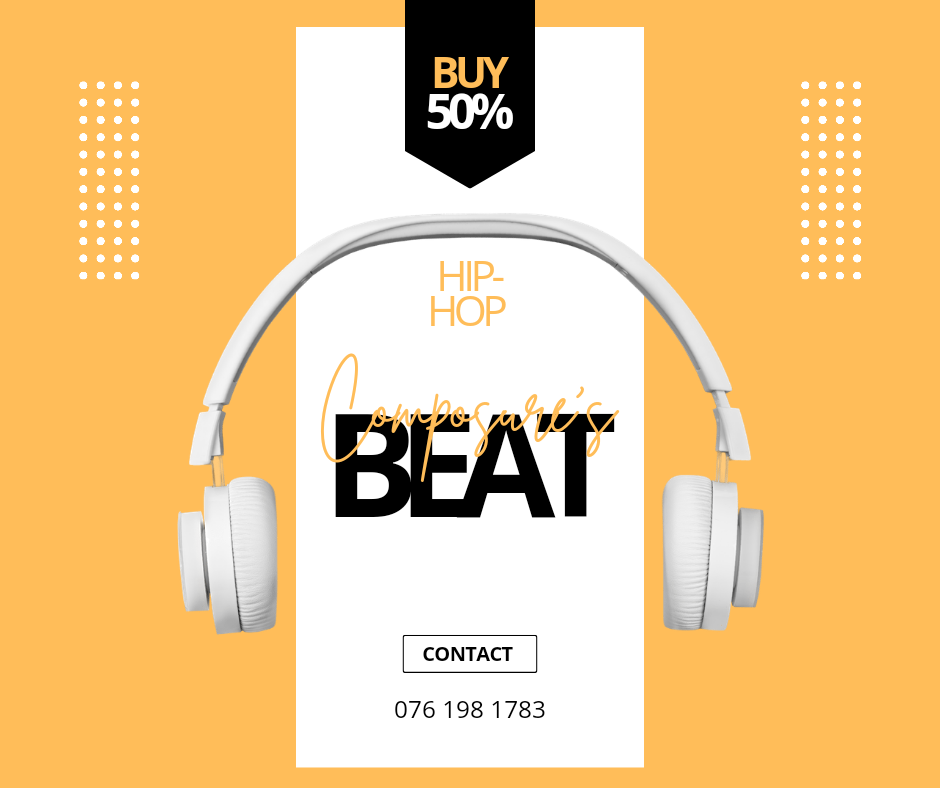 BUY
50%
HIP-
HOP
Composure's
BEAT
CONTACT
076 198 1783